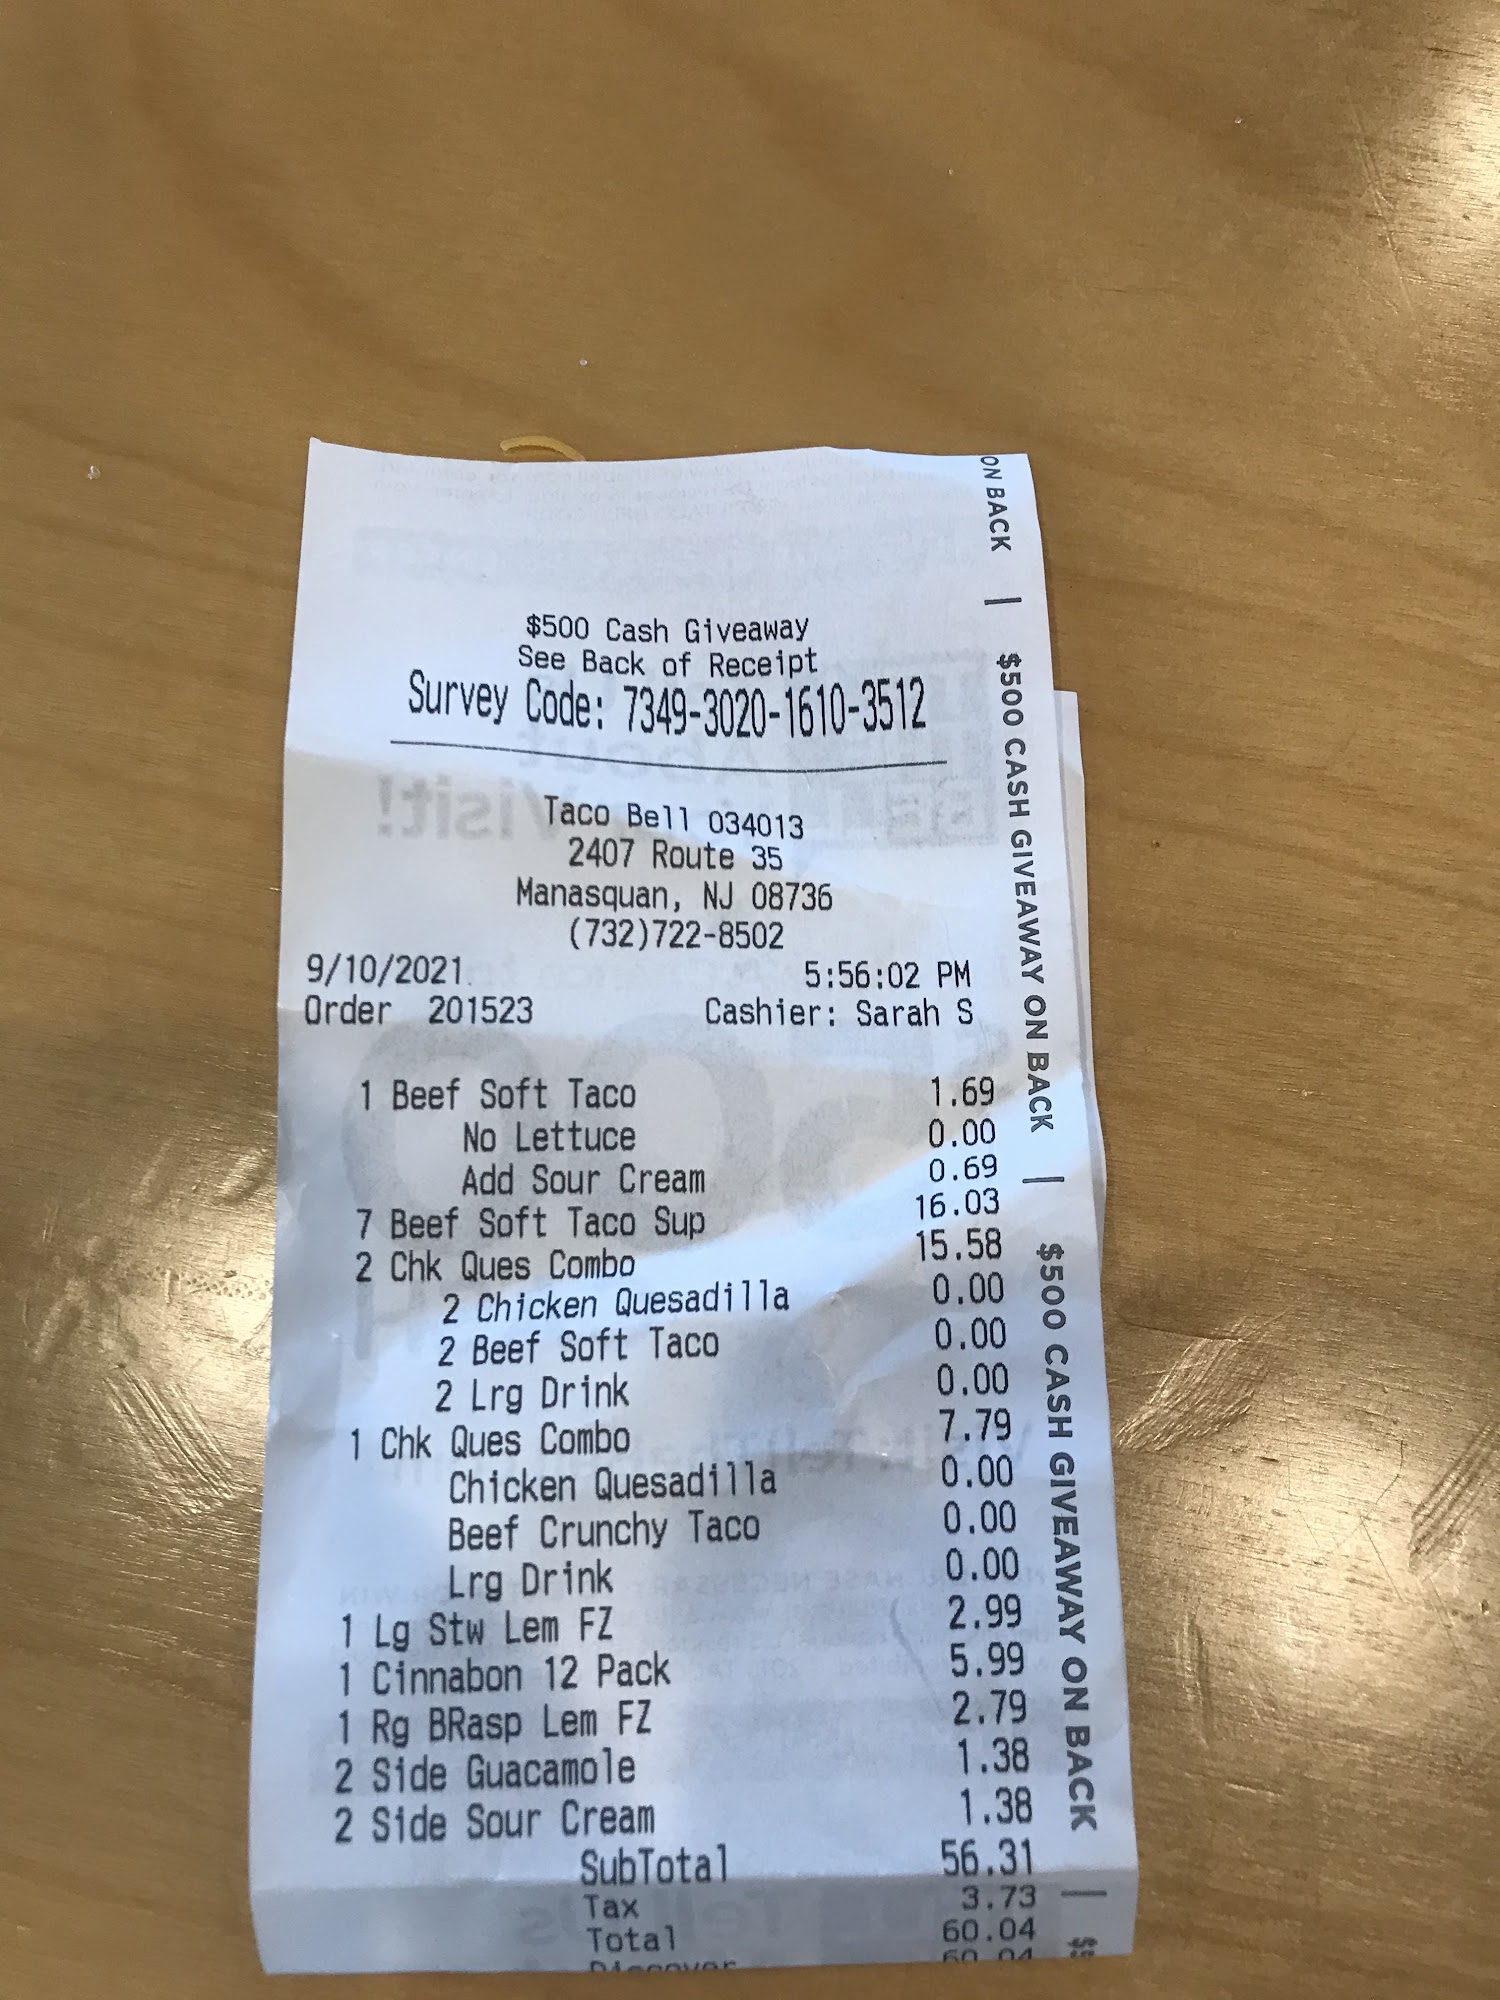 $500 Cash Giveaway
See Back of Receipt
Survey Code: 7349-3020-1610-3512
Taco Bell 034013
2407 Route 35
Manasquan, NJ 08736
(732)722-8502
9/10/2021 5:56:02 PM
Order 201523 Cashier: Sarah S
1 Beef Soft Taco 1.69
No Lettuce 0.00
Add Sour Cream 0.69
7 Beef Soft Taco Sup 16.03
2 Chk Ques Combo 15.58
2 Chicken Quesadilla 0.00
2 Beef Soft Taco 0.00
2 Lrg Drink 0.00
1 Chk Ques Combo 7.79
Chicken Quesadilla 0.00
Beef Crunchy Taco 0.00
Lrg Drink 0.00
1 Lg Stw Lem FZ 2.99
1 Cinnabon 12 Pack 5.99
1 Rg BRasp Lem FZ 2.79
2 Side Guacamole 1.38
2 Side Sour Cream 1.38
SubTotal 56.31
Tax 3.73
Total 60.04
Discover 60.04
ON BACK | $500 CASH GIVEAWAY ON BACK | $500 CASH GIVEAWAY ON BACK |